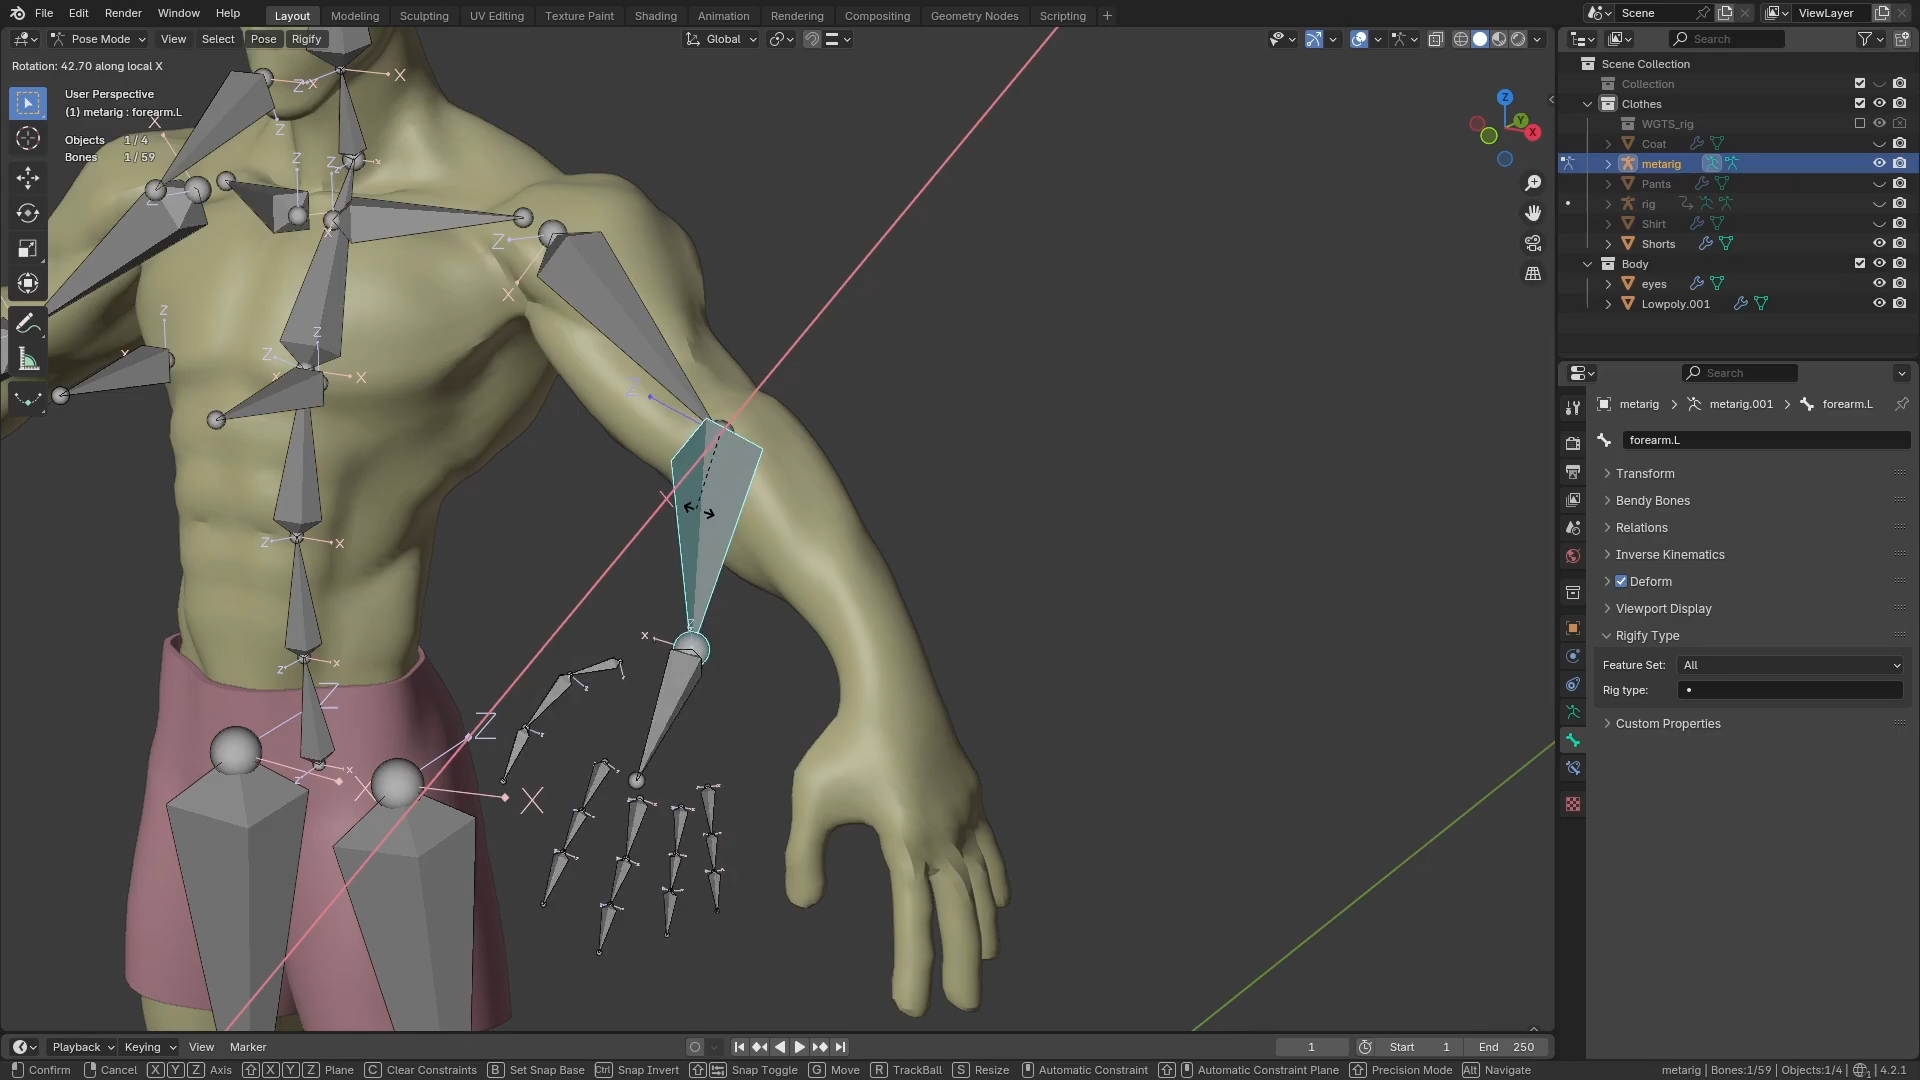 File Edit Render Window Help Layout Modeling Sculpting UV Editing Texture Paint Shading Animation Rendering Compositing Geometry Nodes Scripting + Scene ViewLayer
Pose Mode View Select Pose Rigify Global Search
Rotation: 42.70 along local X
User Perspective
(1) metarig : forearm.L
Objects 1 / 4
Bones 1 / 59
Scene Collection
Collection
Clothes
WGTS_rig
Coat
metarig
Pants
rig
Shirt
Shorts
Body
eyes
Lowpoly.001
Search
metarig > metarig.001 > forearm.L
forearm.L
Transform
Bendy Bones
Relations
Inverse Kinematics
Deform
Viewport Display
Rigify Type
Feature Set: All
Rig type:
Custom Properties
Playback Keying View Marker 1 Start 1 End 250
Confirm Cancel X Y Z Axis X Y Z Plane C Clear Constraints B Set Snap Base Ctrl Snap Invert Snap Toggle G Move R TrackBall S Resize Automatic Constraint Automatic Constraint Plane Precision Mode Alt Navigate metarig | Bones:1/59 | Objects:1/4 4.2.1